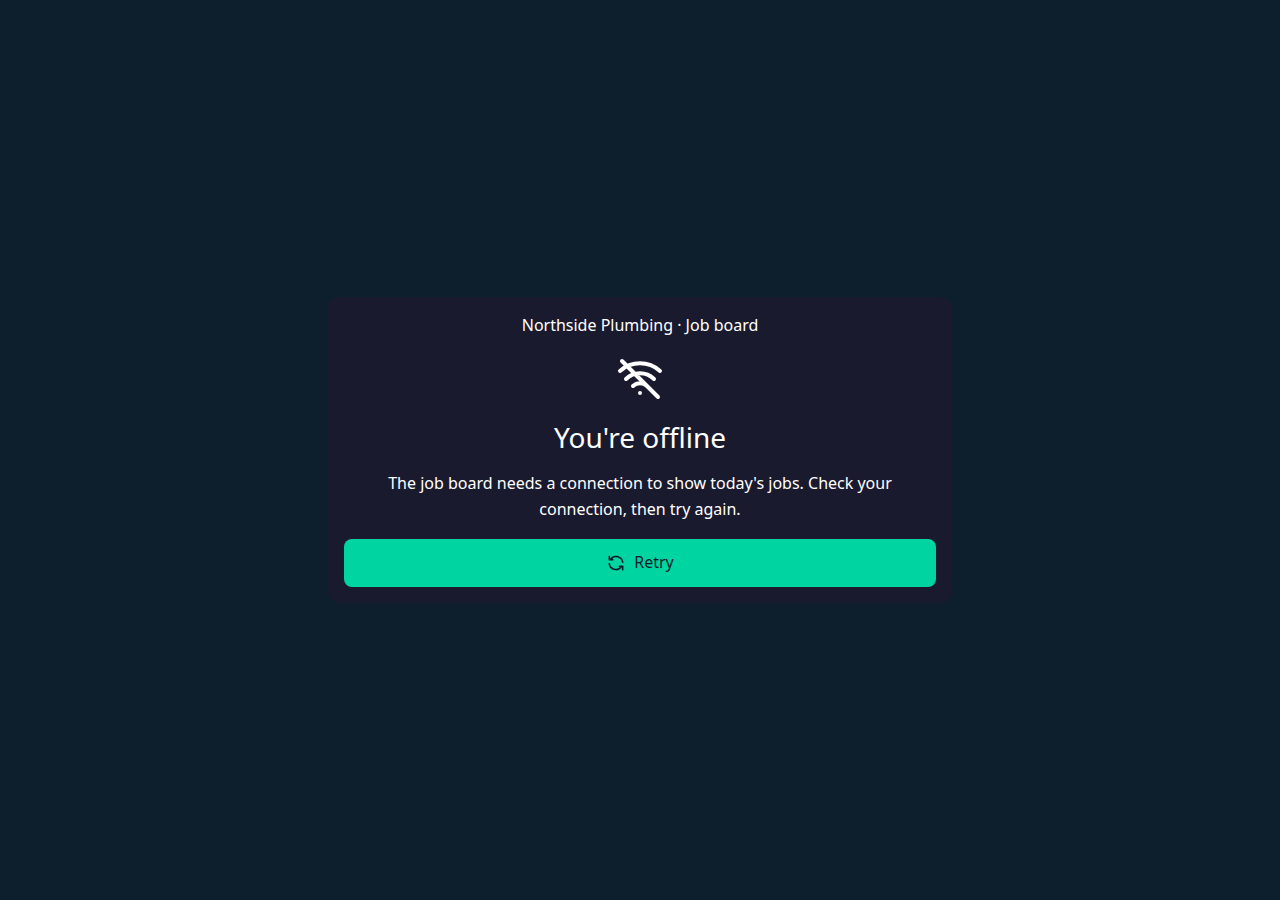 Northside Plumbing · Job board
You're offline
The job board needs a connection to show today's jobs. Check your
connection, then try again.
Retry